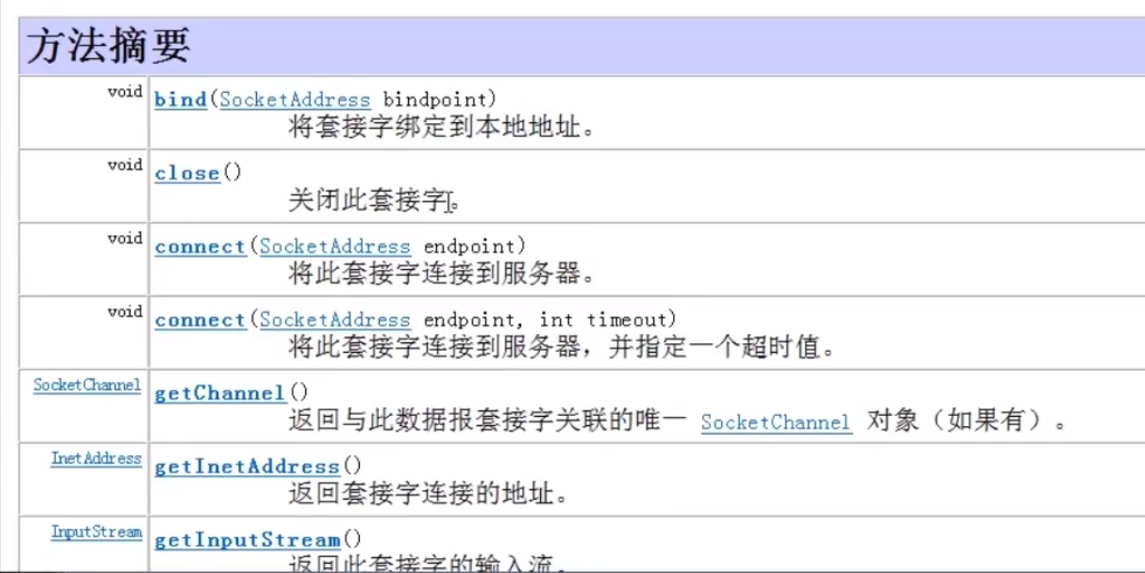 方法摘要
void bind(SocketAddress bindpoint)
将套接字绑定到本地地址。
void close()
关闭此套接字。
void connect(SocketAddress endpoint)
将此套接字连接到服务器。
void connect(SocketAddress endpoint, int timeout)
将此套接字连接到服务器，并指定一个超时值。
SocketChannel getChannel()
返回与此数据报套接字关联的唯一 SocketChannel 对象（如果有）。
InetAddress getInetAddress()
返回套接字连接的地址。
InputStream getInputStream()
返回此套接字的输入流。